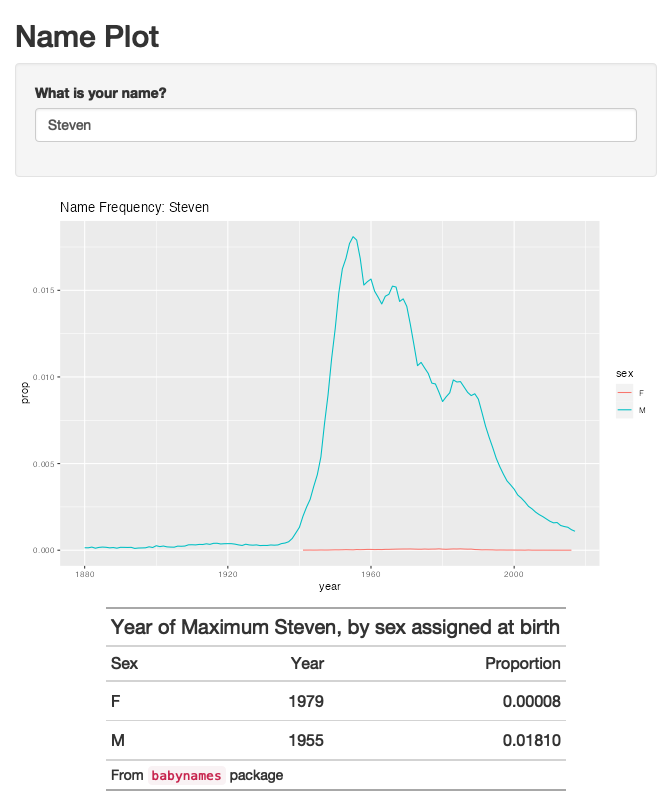 Name Plot
What is your name?
Steven
Name Frequency: Steven
0.015
0.010
0.005
0.000
prop
1880 1920 1960 2000
year
sex
F
M
Year of Maximum Steven, by sex assigned at birth
Sex Year Proportion
F 1979 0.00008
M 1955 0.01810
From babynames package